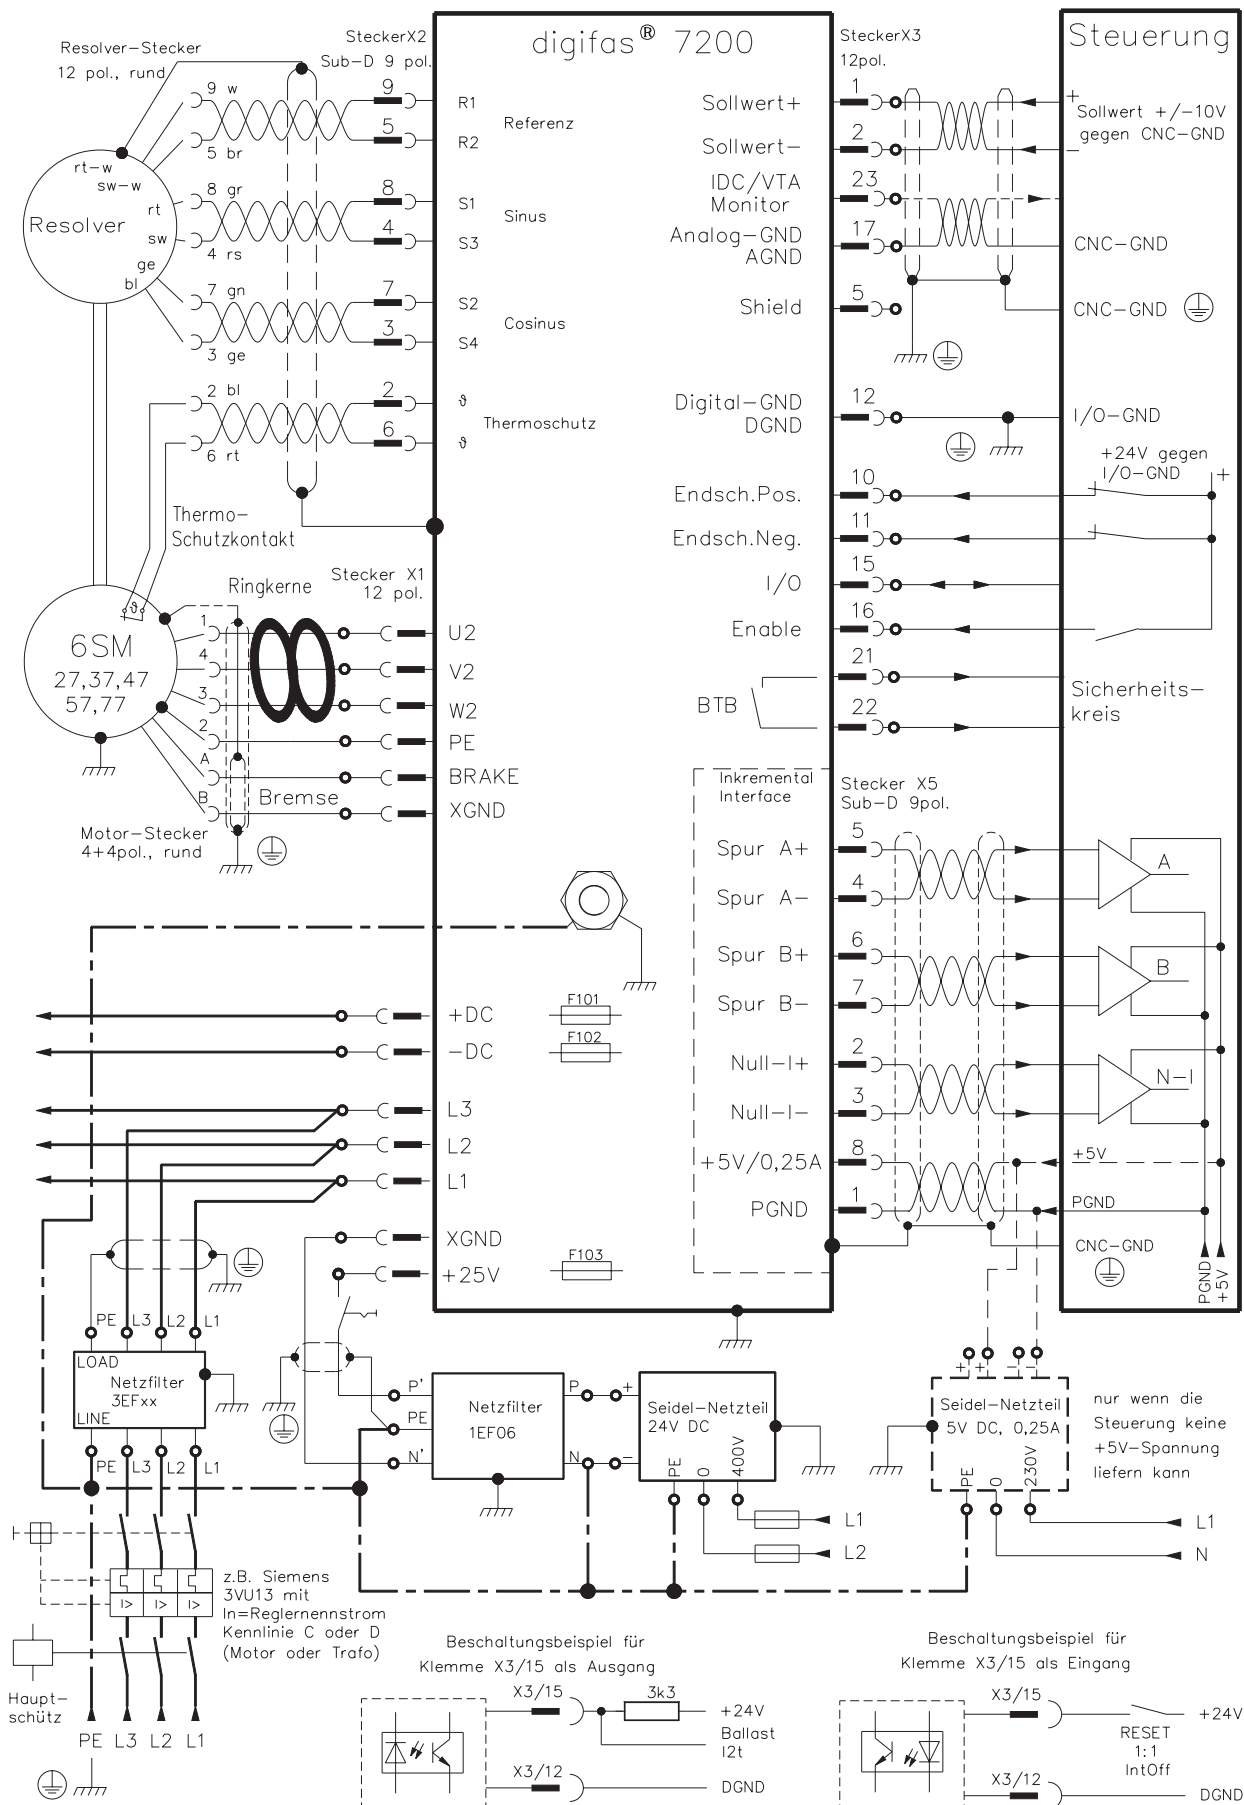 digifas® 7200
Steuerung
Resolver-Stecker
12 pol., rund
SteckerX2
Sub-D 9 pol.
9 w
5 br
9
5
R1
R2
Referenz
rt-w
sw-w
rt
sw
ge
bl
Resolver
8 gr
4 rs
8
4
S1
S3
Sinus
7 gn
3 ge
7
3
S2
S4
Cosinus
2 bl
6 rt
2
6
ϑ
ϑ
Thermoschutz
Thermo-
Schutzkontakt
Ringkerne
Stecker X1
12 pol.
ϑ
6SM
27,37,47
57,77
1
4
3
2
A
B
U2
V2
W2
PE
BRAKE
XGND
Bremse
Motor-Stecker
4+4pol., rund
SteckerX3
12pol.
Sollwert+
1
Sollwert-
2
IDC/VTA
Monitor
23
Analog-GND
AGND
17
Shield
5
Digital-GND
DGND
12
Endsch.Pos.
10
Endsch.Neg.
11
I/O
15
Enable
16
BTB
21
22
+
Sollwert +/-10V
gegen CNC-GND
-
CNC-GND
CNC-GND
I/O-GND
+24V gegen
I/O-GND
+
Sicherheits-
kreis
Inkremental
Interface
Stecker X5
Sub-D 9pol.
Spur A+
5
Spur A-
4
A
Spur B+
6
Spur B-
7
B
Null-I+
2
Null-I-
3
N-I
+5V/0,25A
8
+5V
PGND
1
PGND
CNC-GND
PGND
+5V
+DC
-DC
F101
F102
L3
L2
L1
XGND
+25V
F103
PE L3 L2 L1
LOAD
Netzfilter
3EFxx
LINE
PE L3 L2 L1
P'
PE
N'
Netzfilter
1EF06
P
N
+
-
Seidel-Netzteil
24V DC
PE
0
400V
L1
L2
+ + - -
Seidel-Netzteil
5V DC, 0,25A
PE
0
230V
L1
N
nur wenn die
Steuerung keine
+5V-Spannung
liefern kann
I> I> I>
z.B. Siemens
3VU13 mit
In=Reglernennstrom
Kennlinie C oder D
(Motor oder Trafo)
Haupt-
schütz
PE L3 L2 L1
Beschaltungsbeispiel für
Klemme X3/15 als Ausgang
X3/15
3k3
+24V
Ballast
I2t
X3/12
DGND
Beschaltungsbeispiel für
Klemme X3/15 als Eingang
X3/15
+24V
RESET
1:1
IntOff
X3/12
DGND